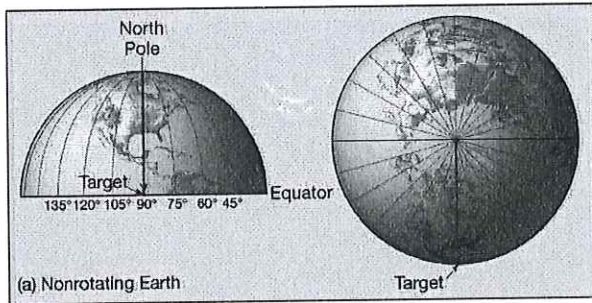 North
Pole
Target
Equator
135° 120° 105° 90° 75° 60° 45°
(a) Nonrotating Earth
Target